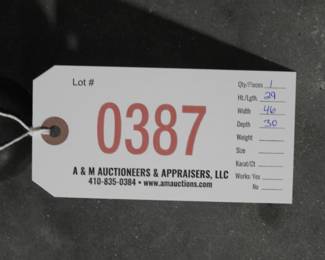 Lot #
0387
A & M AUCTIONEERS & APPRAISERS, LLC
410-835-0384 • www.amauctions.com
Qty/Pieces 1
Ht./Lgth 29
Width 46
Depth 30
Weight
Size
Karat/Ct
Works: Yes
No